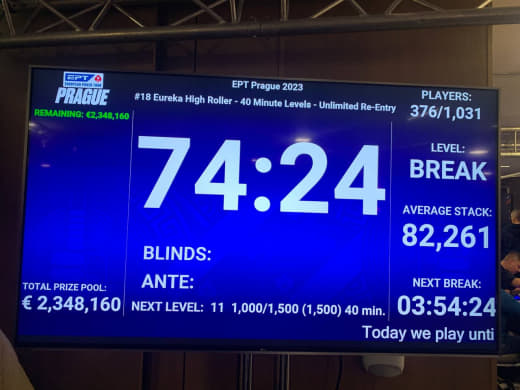 EPT
PRAGUE
REMAINING: €2,348,160
EPT Prague 2023
#18 Eureka High Roller - 40 Minute Levels - Unlimited Re-Entry
PLAYERS:
376/1,031
74:24
LEVEL:
BREAK
AVERAGE STACK:
82,261
BLINDS:
ANTE:
TOTAL PRIZE POOL:
€ 2,348,160
NEXT LEVEL: 11 1,000/1,500 (1,500) 40 min.
NEXT BREAK:
03:54:24
Today we play unti